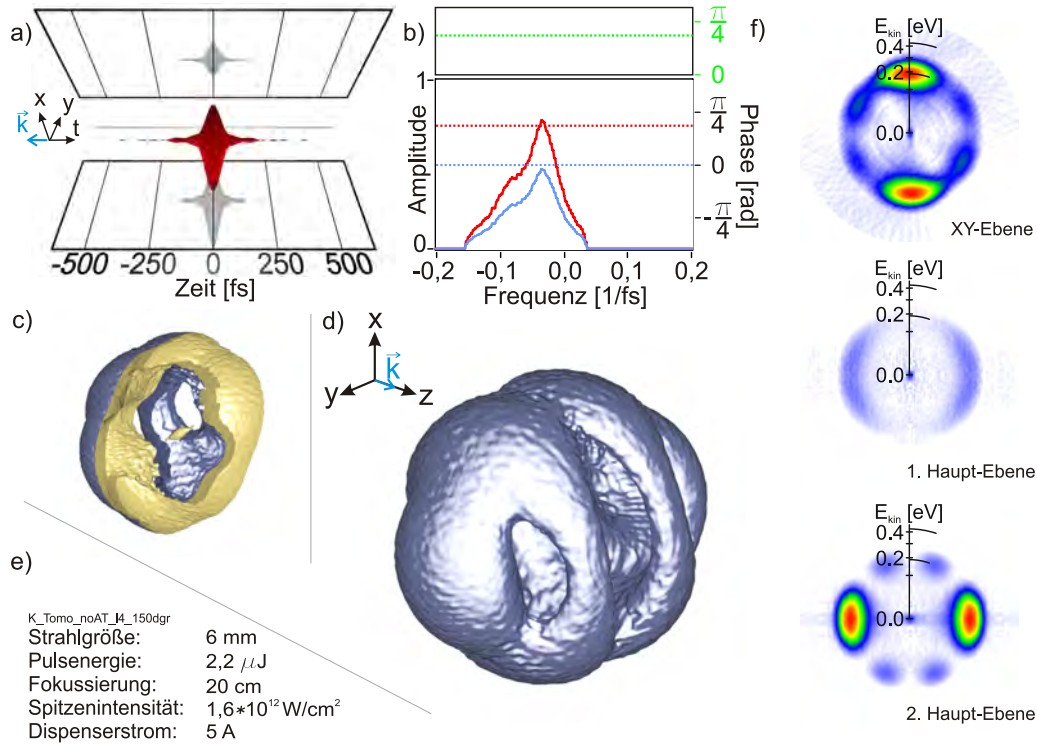 a)
x
y
k
t
-500
-250
0
250
500
Zeit [fs]
b)
π/4
0
1
Amplitude
0
π/4
0
-π/4
Phase [rad]
-0,2
-0,1
0,0
0,1
0,2
Frequenz [1/fs]
c)
d)
x
k
y
z
e)
K_Tomo_noAT_I4_150dgr
Strahlgröße: 6 mm
Pulsenergie: 2,2 μJ
Fokussierung: 20 cm
Spitzenintensität: 1,6*10¹² W/cm²
Dispenserstrom: 5 A
f)
E_kin [eV]
0.4
0.2
0.0
XY-Ebene
E_kin [eV]
0.4
0.2
0.0
1. Haupt-Ebene
E_kin [eV]
0.4
0.2
0.0
2. Haupt-Ebene